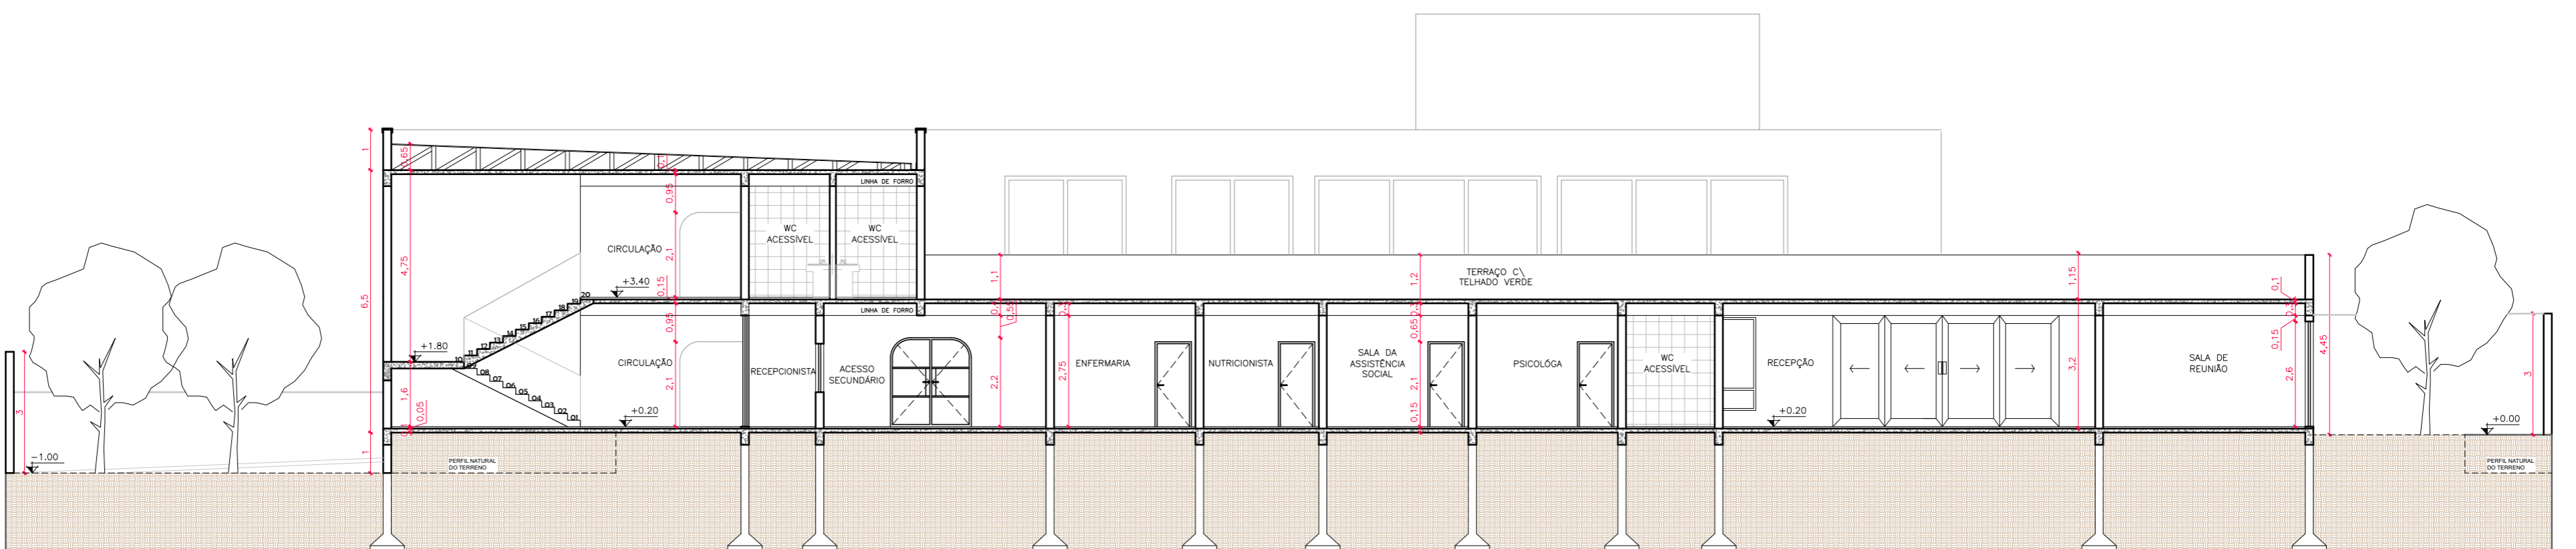 1
0,65
0,1
0,95
LINHA DE FORRO
WC
ACESSÍVEL
WC
ACESSÍVEL
CIRCULAÇÃO
2,1
4,75
6,5
+3.40
0,15
20
19
18
17
16
15
14
13
12
11
10
09
08
07
06
05
04
03
02
01
1,1
1,2
TERRAÇO C\
TELHADO VERDE
1,15
0,1
LINHA DE FORRO
0,55
0,95
0,65
0,15
4,45
+1.80
CIRCULAÇÃO
2,1
RECEPCIONISTA
ACESSO
SECUNDÁRIO
2,2
2,75
ENFERMARIA
NUTRICIONISTA
SALA DA
ASSISTÊNCIA
SOCIAL
2,1
PSICOLÓGA
WC
ACESSÍVEL
RECEPÇÃO
3,2
SALA DE
REUNIÃO
2,6
3
3
1,6
0,05
+0.20
0,15
+0.20
+0.00
1
-1.00
PERFIL NATURAL
DO TERRENO
PERFIL NATURAL
DO TERRENO